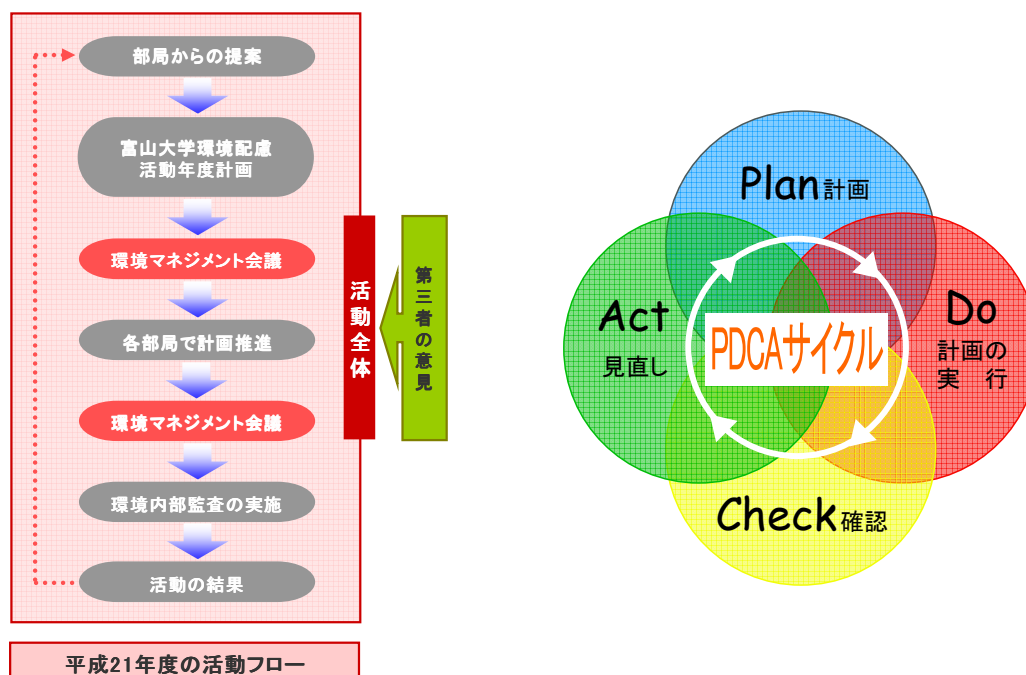 部局からの提案
富山大学環境配慮
活動年度計画
環境マネジメント会議
各部局で計画推進
環境マネジメント会議
環境内部監査の実施
活動の結果
活動全体
第三者の意見
平成21年度の活動フロー
Plan計画
Do
計画の
実 行
Check確認
Act
見直し
PDCAサイクル